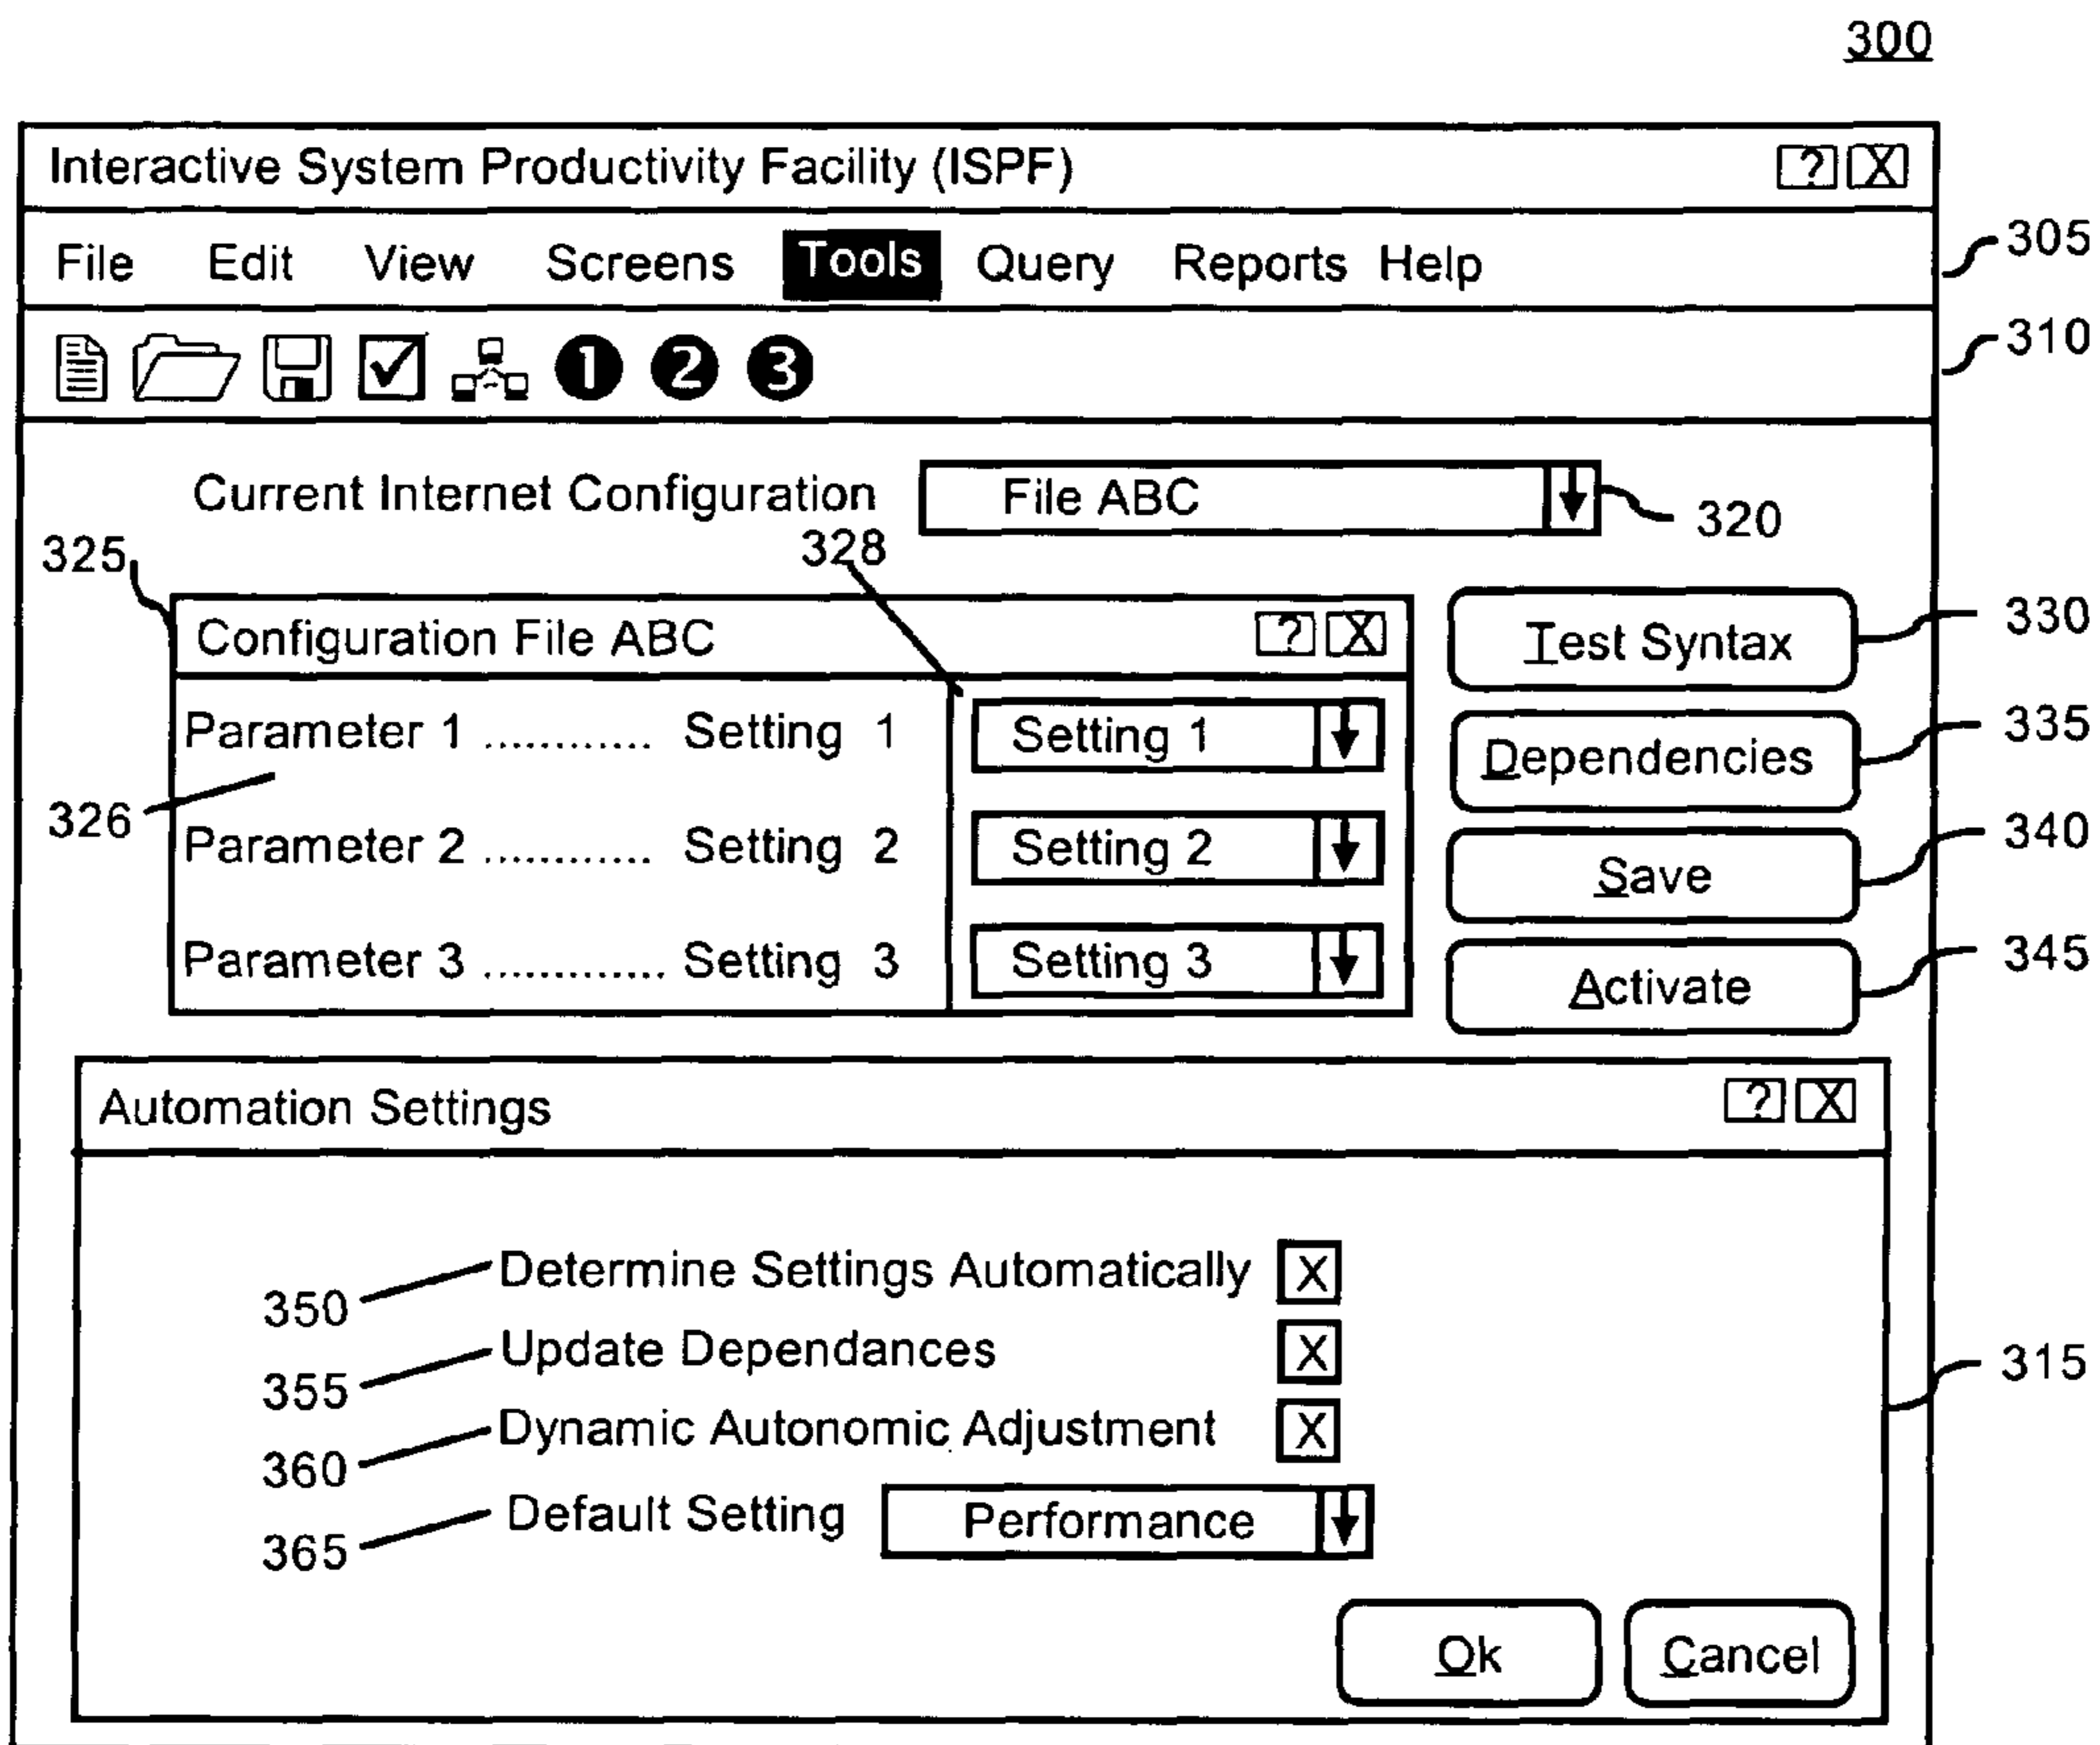 300
Interactive System Productivity Facility (ISPF) ? X
File Edit View Screens Tools Query Reports Help 305
1 2 3 310
Current Internet Configuration File ABC 320
325 328
Configuration File ABC ? X
Test Syntax 330
Parameter 1 ............ Setting 1 Setting 1
Dependencies 335
326
Parameter 2 ............ Setting 2 Setting 2
Save 340
Parameter 3 ............. Setting 3 Setting 3
Activate 345
Automation Settings ? X
350 Determine Settings Automatically X
355 Update Dependances X
315
360 Dynamic Autonomic Adjustment X
365 Default Setting Performance
Ok Cancel